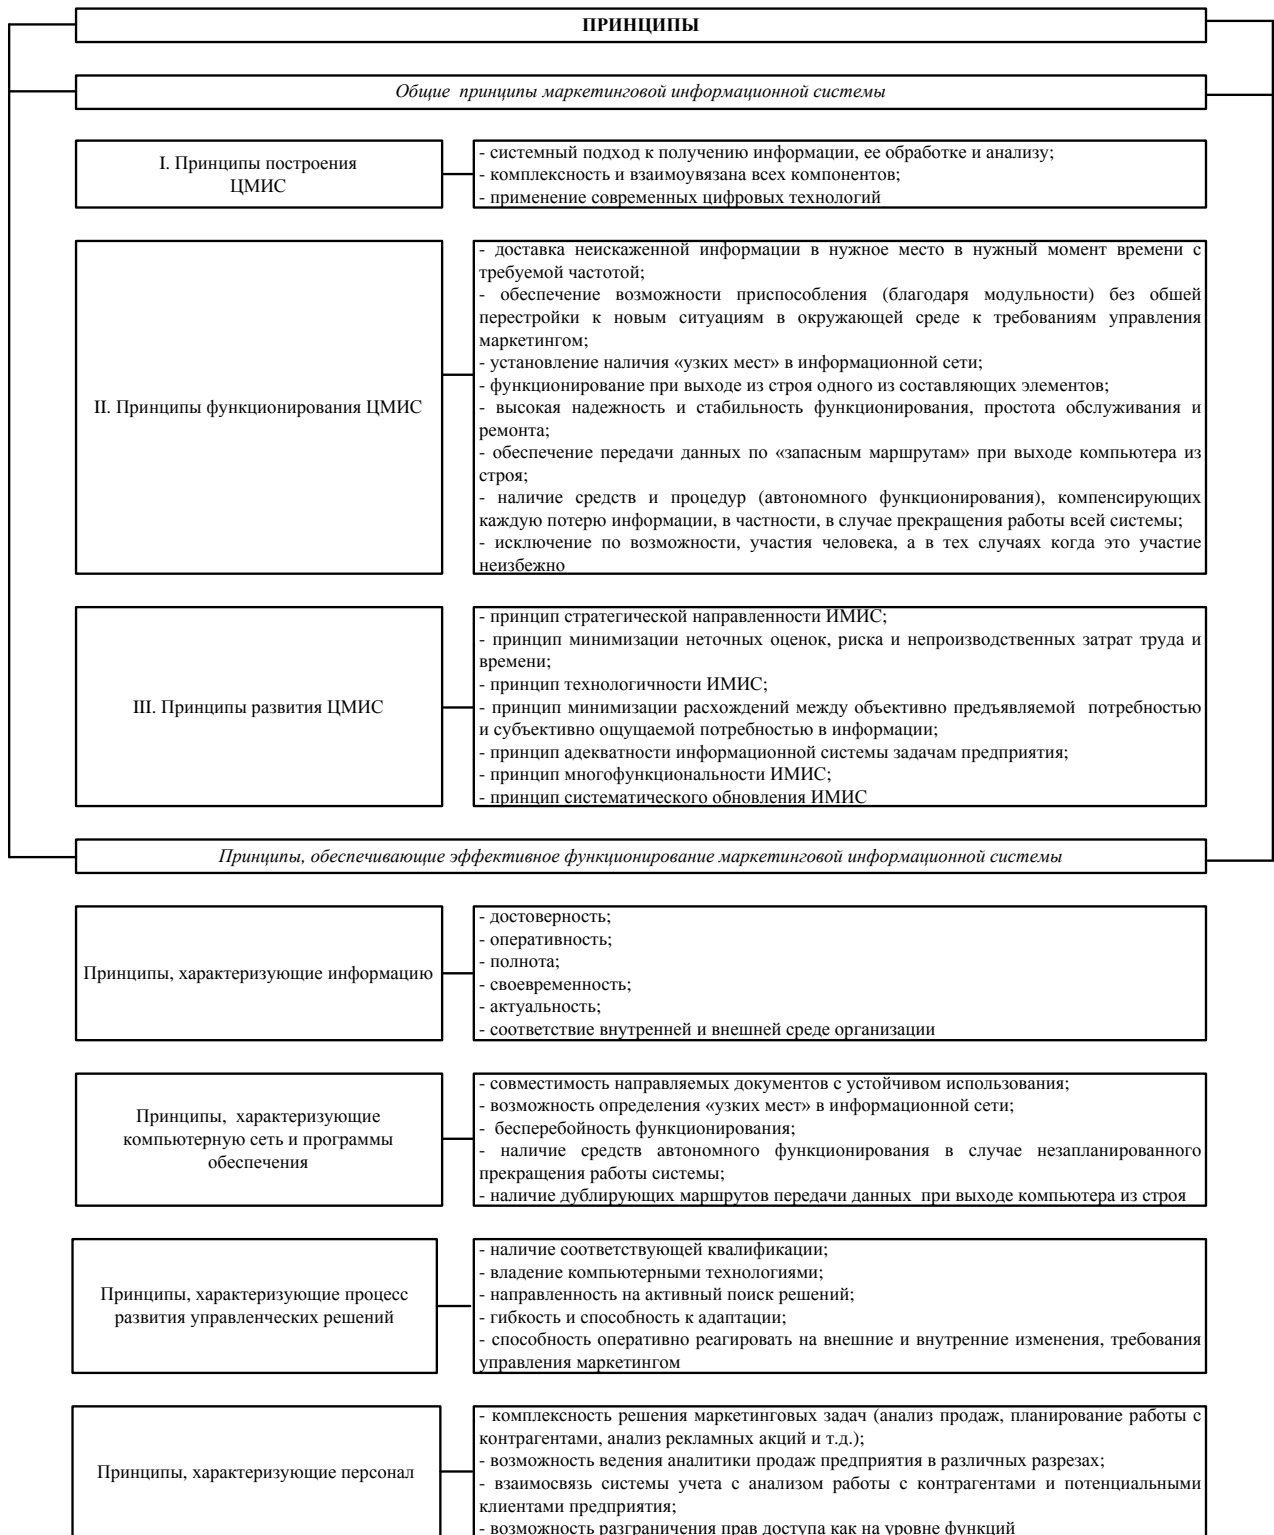 ПРИНЦИПЫ
Общие принципы маркетинговой информационной системы
I. Принципы построения
ЦМИС
- системный подход к получению информации, ее обработке и анализу;
- комплексность и взаимоувязана всех компонентов;
- применение современных цифровых технологий
II. Принципы функционирования ЦМИС
- доставка неискаженной информации в нужное место в нужный момент времени с
требуемой частотой;
- обеспечение возможности приспособления (благодаря модульности) без обшей
перестройки к новым ситуациям в окружающей среде к требованиям управления
маркетингом;
- установление наличия «узких мест» в информационной сети;
- функционирование при выходе из строя одного из составляющих элементов;
- высокая надежность и стабильность функционирования, простота обслуживания и
ремонта;
- обеспечение передачи данных по «запасным маршрутам» при выходе компьютера из
строя;
- наличие средств и процедур (автономного функционирования), компенсирующих
каждую потерю информации, в частности, в случае прекращения работы всей системы;
- исключение по возможности, участия человека, а в тех случаях когда это участие
неизбежно
III. Принципы развития ЦМИС
- принцип стратегической направленности ИМИС;
- принцип минимизации неточных оценок, риска и непроизводственных затрат труда и
времени;
- принцип технологичности ИМИС;
- принцип минимизации расхождений между объективно предъявляемой потребностью
и субъективно ощущаемой потребностью в информации;
- принцип адекватности информационной системы задачам предприятия;
- принцип многофункциональности ИМИС;
- принцип систематического обновления ИМИС
Принципы, обеспечивающие эффективное функционирование маркетинговой информационной системы
Принципы, характеризующие информацию
- достоверность;
- оперативность;
- полнота;
- своевременность;
- актуальность;
- соответствие внутренней и внешней среде организации
Принципы, характеризующие
компьютерную сеть и программы
обеспечения
- совместимость направляемых документов с устойчивом использования;
- возможность определения «узких мест» в информационной сети;
- бесперебойность функционирования;
- наличие средств автономного функционирования в случае незапланированного
прекращения работы системы;
- наличие дублирующих маршрутов передачи данных при выходе компьютера из строя
Принципы, характеризующие процесс
развития управленческих решений
- наличие соответствующей квалификации;
- владение компьютерными технологиями;
- направленность на активный поиск решений;
- гибкость и способность к адаптации;
- способность оперативно реагировать на внешние и внутренние изменения, требования
управления маркетингом
Принципы, характеризующие персонал
- комплексность решения маркетинговых задач (анализ продаж, планирование работы с
контрагентами, анализ рекламных акций и т.д.);
- возможность ведения аналитики продаж предприятия в различных разрезах;
- взаимосвязь системы учета с анализом работы с контрагентами и потенциальными
клиентами предприятия;
- возможность разграничения прав доступа как на уровне функций